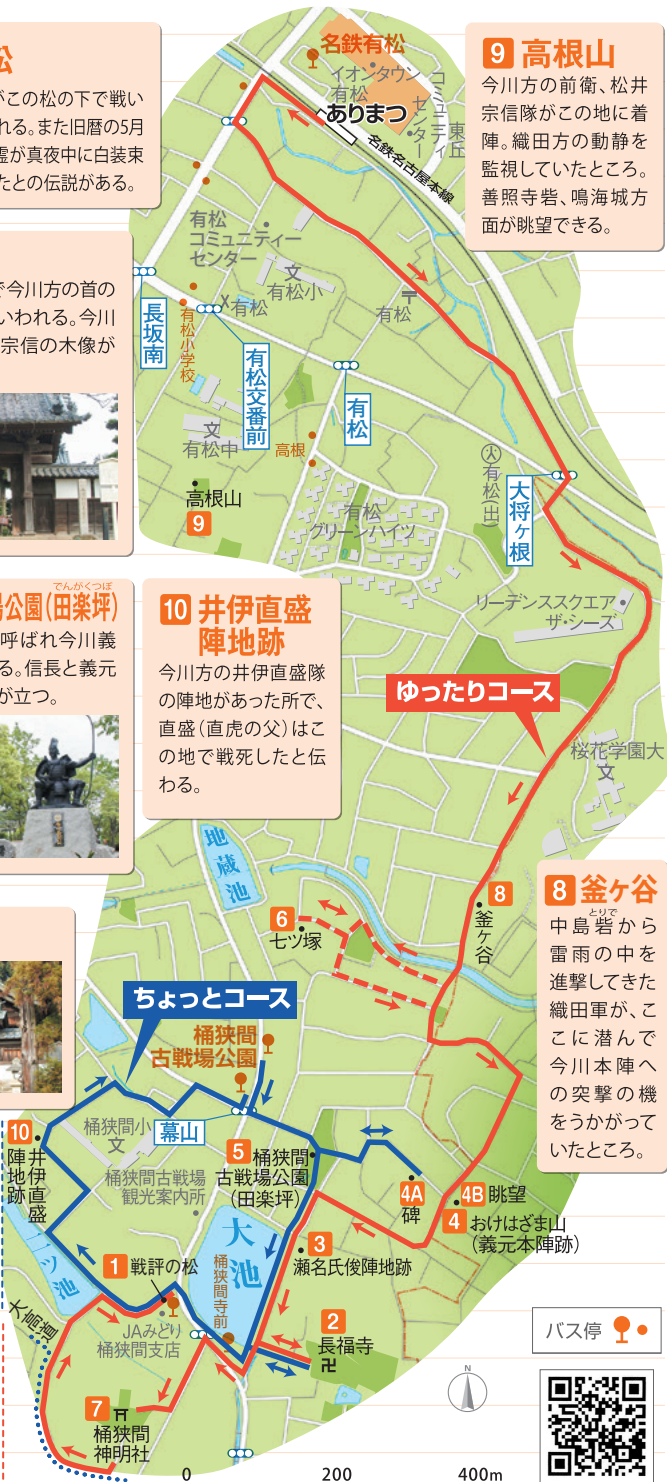 松
がこの松の下で戦い
れる。また旧暦の5月
霊が真夜中に白装束
たとの伝説がある。
で今川方の首の
いわれる。今川
宗信の木像が
でんがくつぼ
場公園(田楽坪)
呼ばれ今川義
る。信長と義元
が立つ。
9 高根山
今川方の前衛、松井
宗信隊がこの地に着
陣。織田方の動静を
監視していたところ。
善照寺砦、鳴海城方
面が眺望できる。
10 井伊直盛
陣地跡
今川方の井伊直盛隊
の陣地があった所で、
直盛(直虎の父)はこ
の地で戦死したと伝
わる。
8 釜ヶ谷
とりで
中島砦から
雷雨の中を
進撃してきた
織田軍が、こ
こに潜んで
今川本陣へ
の突撃の機
をうかがって
いたところ。
名鉄有松
イオンタウン
有松
ありまつ
東丘
コミュニティ
センター
名鉄名古屋本線
有松
コミュニティー
センター
文
有松小
〒
有松
X有松
長坂南
有松小学校
有松交番前
有松
文
有松中
高根
高根山
9
有松
グリーンハイツ
火
有松(出)
大将ヶ根
リーデンススクエア
ザ・シーズ
ゆったりコース
桜花学園大
文
地蔵池
6
七ツ塚
8
釜ヶ谷
ちょっとコース
桶狭間
古戦場公園
幕山
桶狭間小
文
10
井伊直盛
陣地跡
桶狭間古戦場
観光案内所
5 桶狭間
古戦場公園
(田楽坪)
4A
碑
4B 眺望
4 おけはざま山
(義元本陣跡)
大池
桶狭間寺前
3
瀬名氏俊陣地跡
1 戦評の松
二ツ池
JAみどり
桶狭間支店
2
長福寺
卍
大高道
7
桶狭間
神明社
バス停
N
0 200 400m